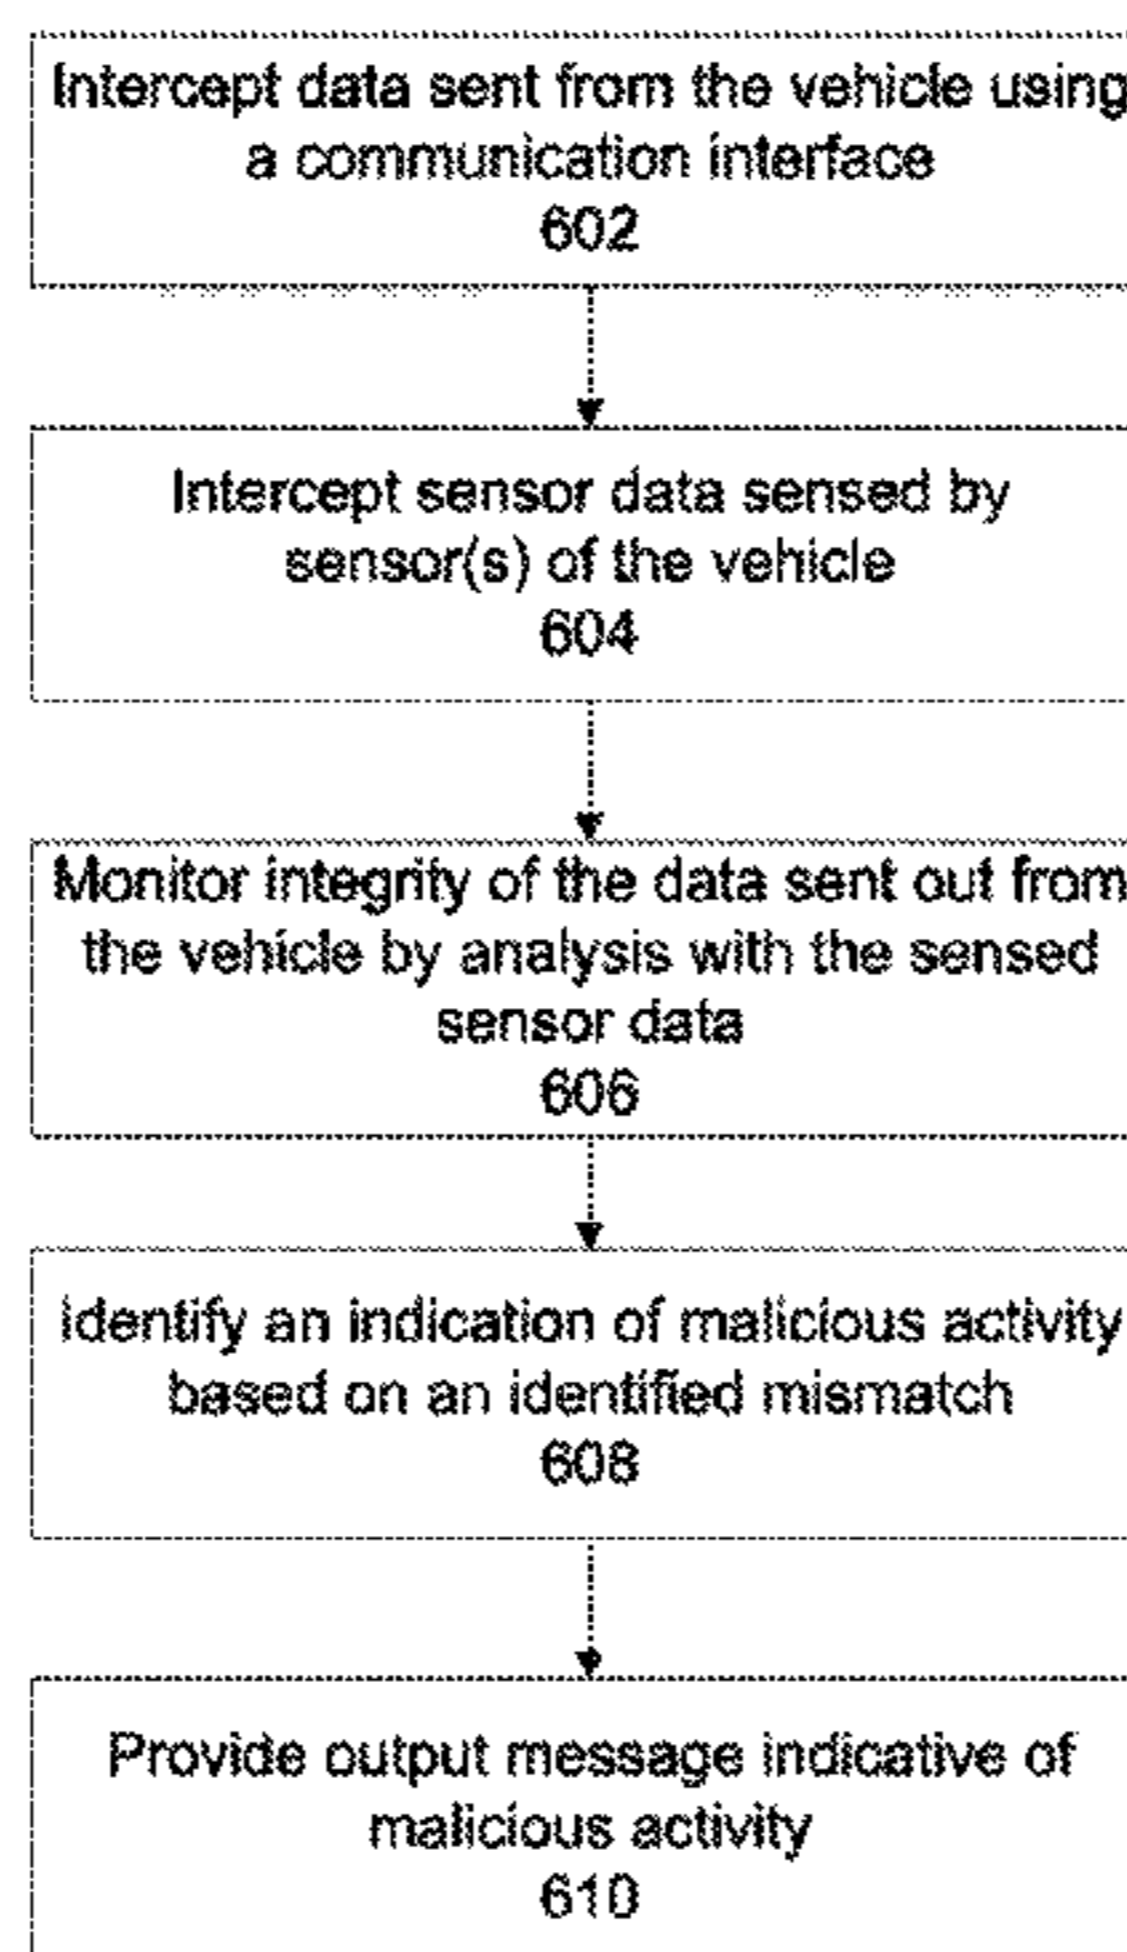 Intercept data sent from the vehicle using
a communication interface
602
Intercept sensor data sensed by
sensor(s) of the vehicle
604
Monitor integrity of the data sent out from
the vehicle by analysis with the sensed
sensor data
606
Identify an indication of malicious activity
based on an identified mismatch
608
Provide output message indicative of
malicious activity
610